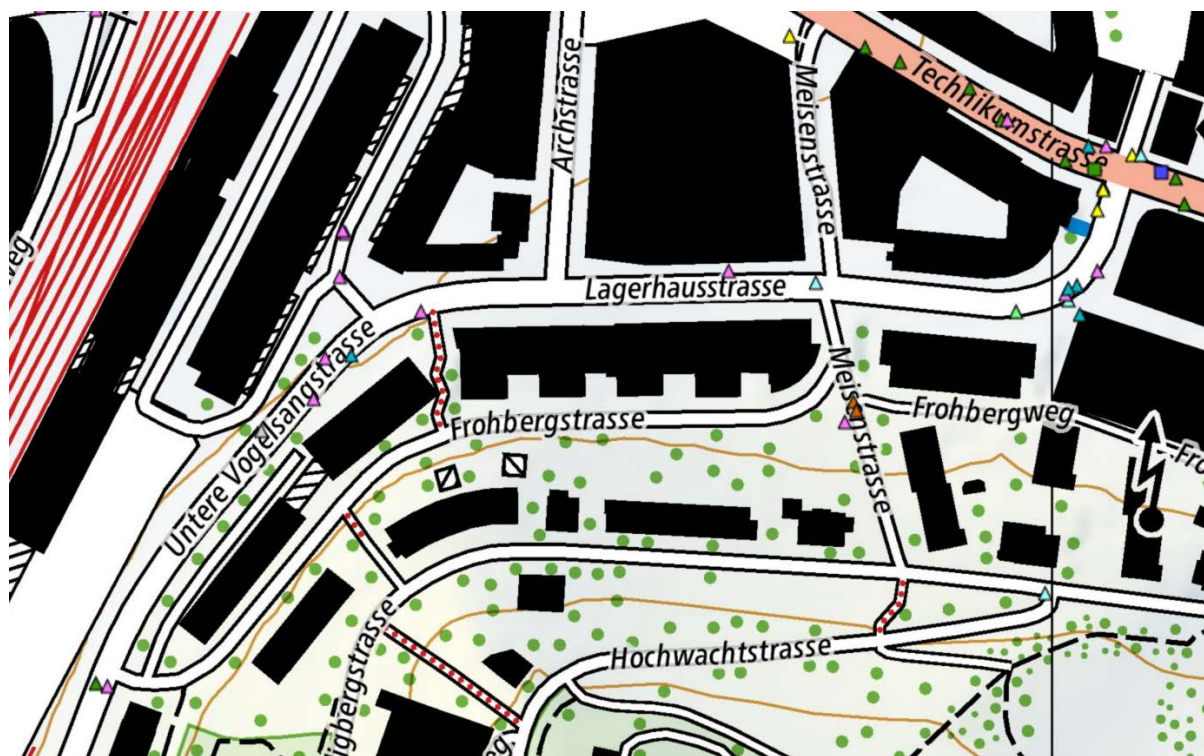 Archstrasse
Meisenstrasse
Technikumstrasse
Lagerhausstrasse
Untere Vogelsangstrasse
Frohbergstrasse
Meisenstrasse
Frohbergweg
Hochwachtstrasse